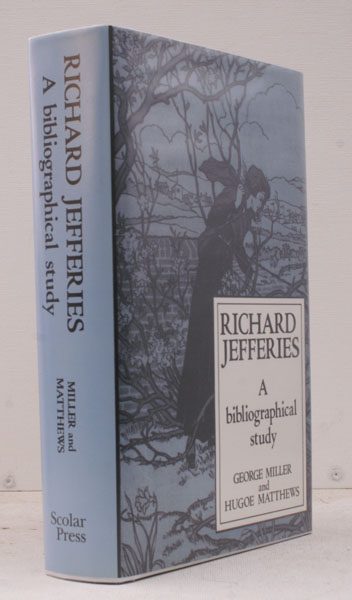 RICHARD JEFFERIES
A bibliographical study
MILLER and
MATTHEWS
Scolar
Press
RICHARD
JEFFERIES
A
bibliographical
study
GEORGE MILLER
and
HUGOE MATTHEWS